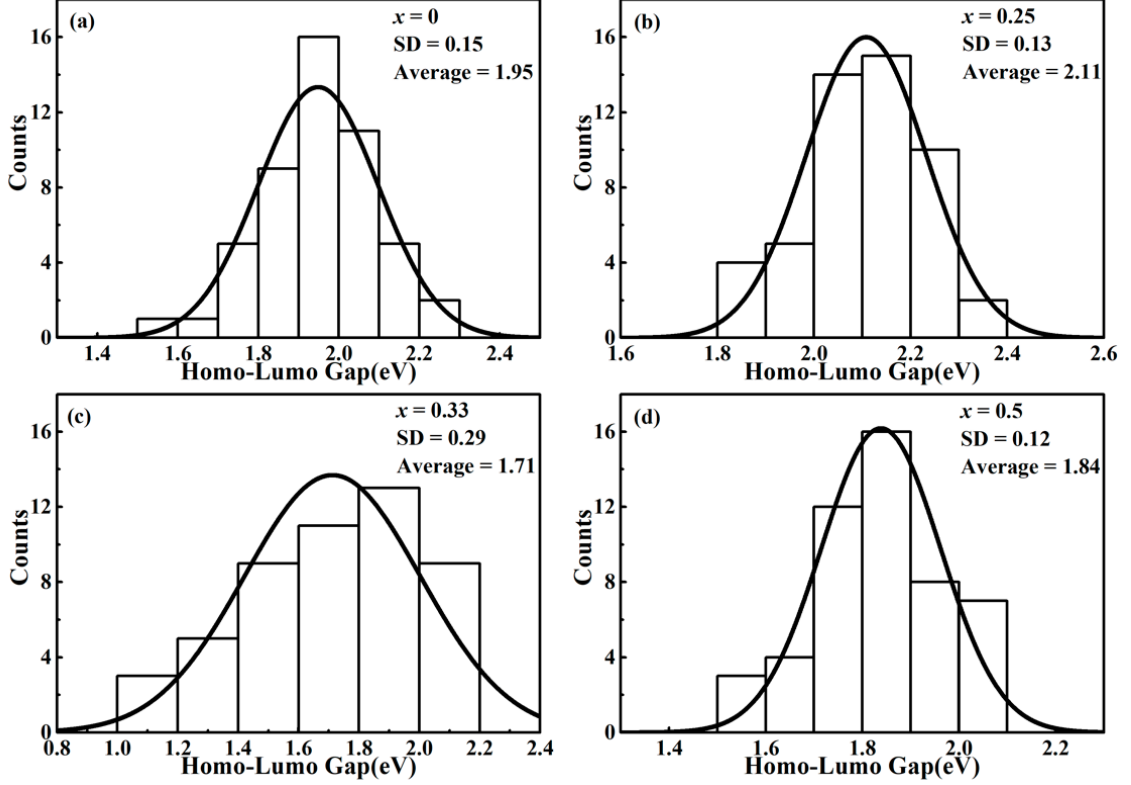 (a)
x = 0
SD = 0.15
Average = 1.95
16
12
8
4
0
Counts
1.4 1.6 1.8 2.0 2.2 2.4
Homo-Lumo Gap(eV)
(b)
x = 0.25
SD = 0.13
Average = 2.11
16
12
8
4
0
Counts
1.6 1.8 2.0 2.2 2.4 2.6
Homo-Lumo Gap(eV)
(c)
x = 0.33
SD = 0.29
Average = 1.71
16
12
8
4
0
Counts
0.8 1.0 1.2 1.4 1.6 1.8 2.0 2.2 2.4
Homo-Lumo Gap(eV)
(d)
x = 0.5
SD = 0.12
Average = 1.84
16
12
8
4
0
Counts
1.4 1.6 1.8 2.0 2.2
Homo-Lumo Gap(eV)